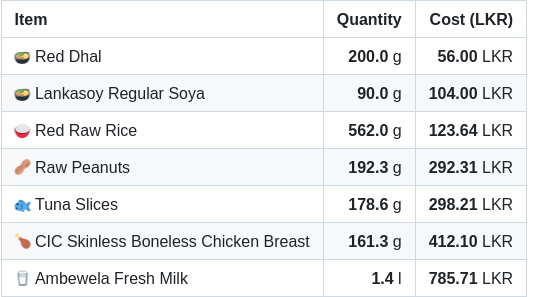 Item Quantity Cost (LKR)
Red Dhal 200.0 g 56.00 LKR
Lankasoy Regular Soya 90.0 g 104.00 LKR
Red Raw Rice 562.0 g 123.64 LKR
Raw Peanuts 192.3 g 292.31 LKR
Tuna Slices 178.6 g 298.21 LKR
CIC Skinless Boneless Chicken Breast 161.3 g 412.10 LKR
Ambewela Fresh Milk 1.4 l 785.71 LKR